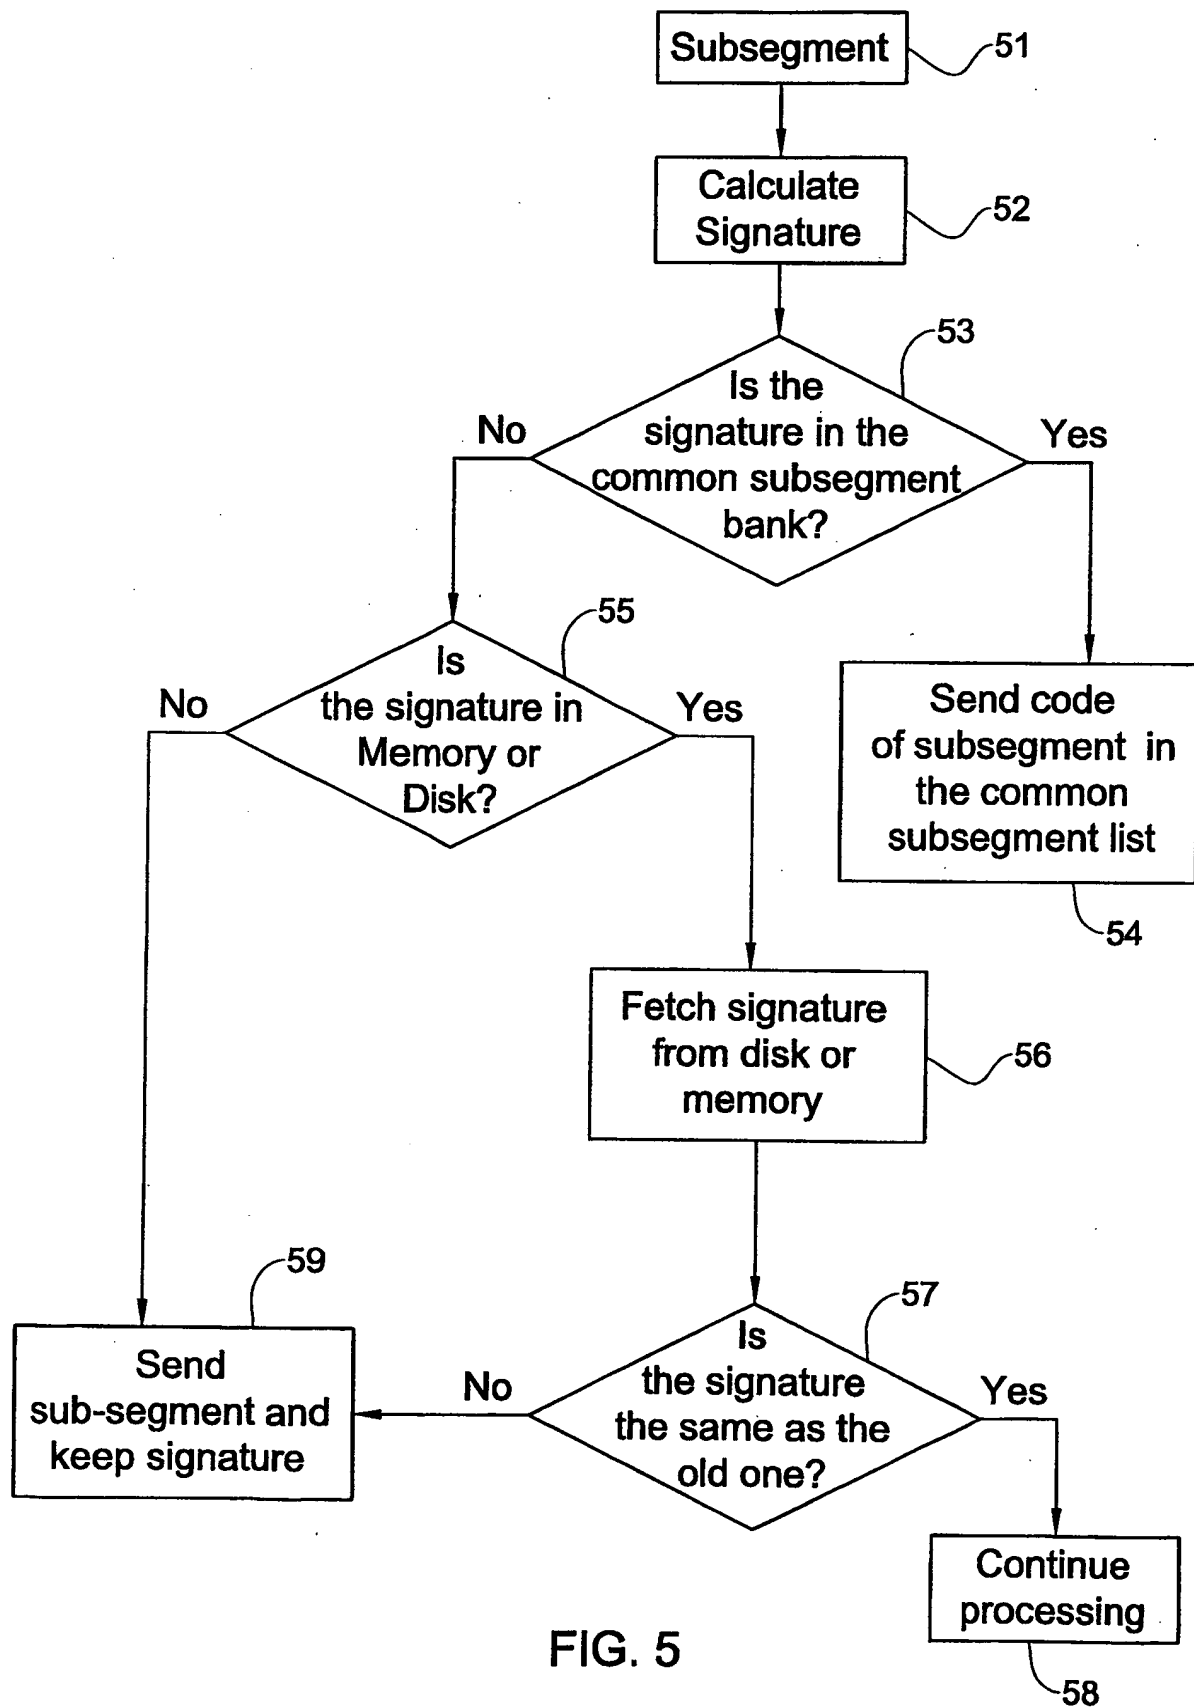 Subsegment
51
Calculate
Signature
52
53
Is the
signature in the
common subsegment
bank?
No
Yes
55
Is
the signature in
Memory or
Disk?
No
Yes
Send code
of subsegment in
the common
subsegment list
54
Fetch signature
from disk or
memory
56
59
Send
sub-segment and
keep signature
57
Is
the signature
the same as the
old one?
No
Yes
Continue
processing
58
FIG. 5